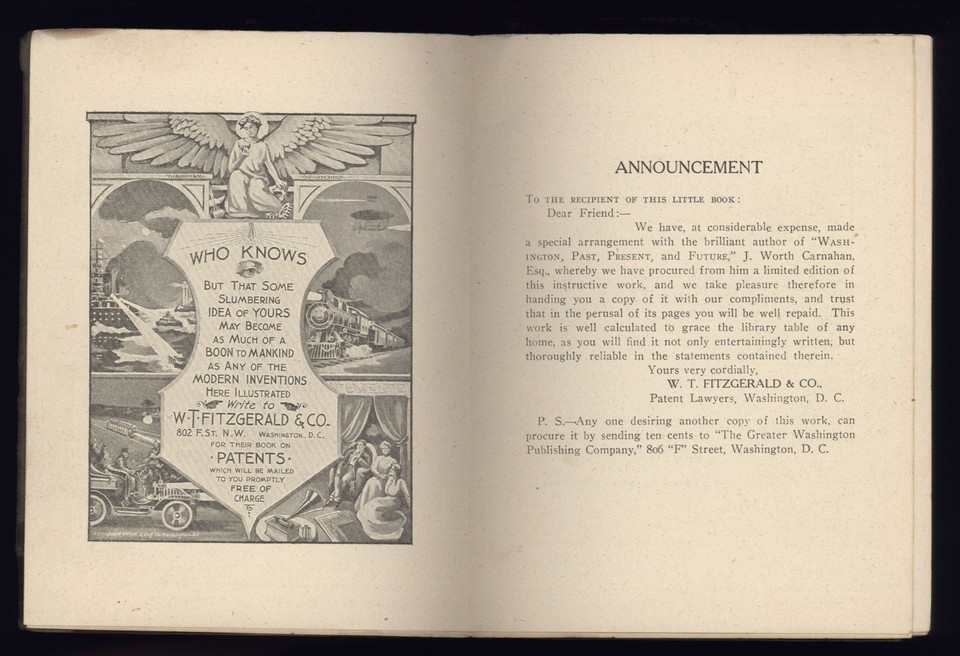 WHO KNOWS
BUT THAT SOME
SLUMBERING
IDEA OF YOURS
MAY BECOME
AS MUCH OF A
BOON TO MANKIND
AS ANY OF THE
MODERN INVENTIONS
HERE ILLUSTRATED
Write to
W.T. FITZGERALD & CO.
802 F. ST. N.W. WASHINGTON, D.C.
FOR THEIR BOOK ON
· PATENTS ·
WHICH WILL BE MAILED
TO YOU PROMPTLY
FREE OF
CHARGE
ANNOUNCEMENT
TO THE RECIPIENT OF THIS LITTLE BOOK:
Dear Friend:—
We have, at considerable expense, made
a special arrangement with the brilliant author of "WASH-
INGTON, PAST, PRESENT, and FUTURE," J. Worth Carnahan,
Esq., whereby we have procured from him a limited edition of
this instructive work, and we take pleasure therefore in
handing you a copy of it with our compliments, and trust
that in the perusal of its pages you will be well repaid. This
work is well calculated to grace the library table of any
home, as you will find it not only entertainingly written, but
thoroughly reliable in the statements contained therein.
Yours very cordially,
W. T. FITZGERALD & CO.,
Patent Lawyers, Washington, D. C.
P. S.—Any one desiring another copy of this work, can
procure it by sending ten cents to "The Greater Washington
Publishing Company," 806 "F" Street, Washington, D. C.